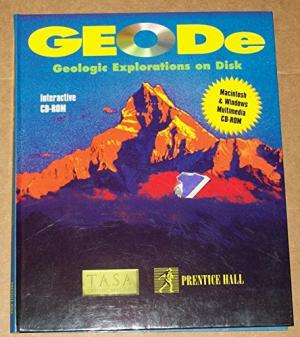 GEODe
Geologic Explorations on Disk
Interactive
CD-ROM
Macintosh
& Windows
Multimedia
CD-ROM
TASA
PRENTICE HALL